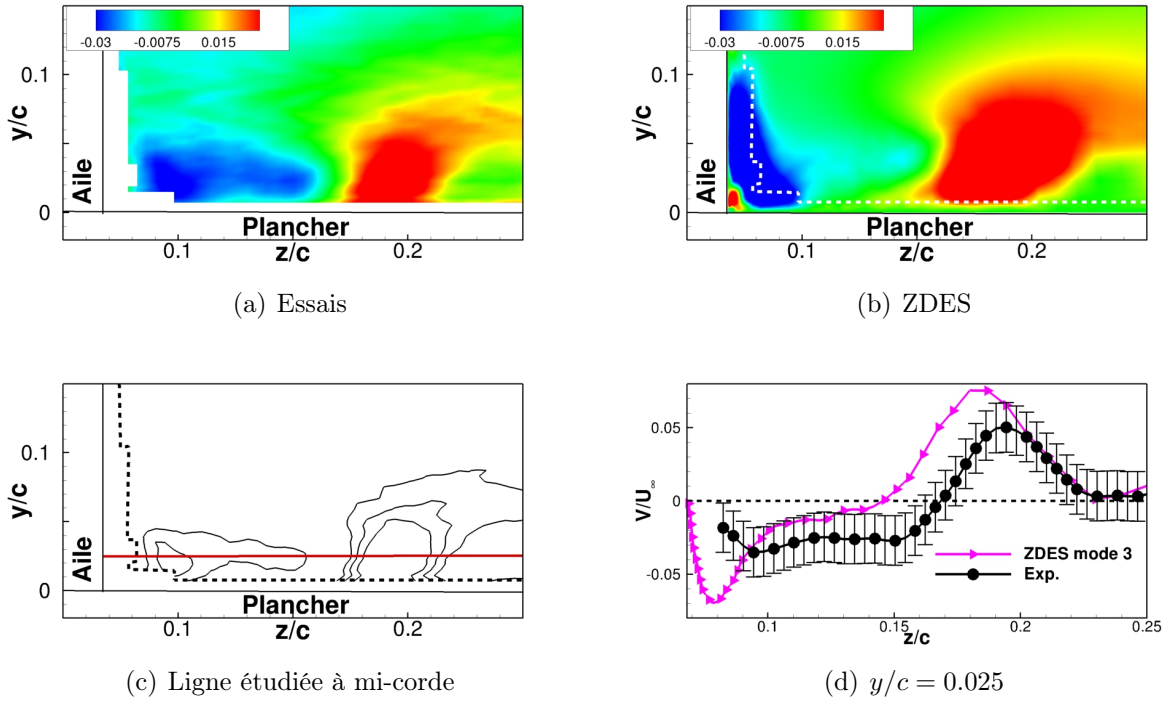 -0.03 -0.0075 0.015
0.1
y/c
Aile
0
Plancher
0.1 0.2
z/c
(a) Essais
-0.03 -0.0075 0.015
0.1
y/c
Aile
0
Plancher
0.1 0.2
z/c
(b) ZDES
0.1
y/c
Aile
0
Plancher
0.1 0.2
z/c
(c) Ligne étudiée à mi-corde
0.05
V/U∞
0
-0.05
ZDES mode 3
Exp.
0.1 0.15 0.2 0.25
z/c
(d) y/c = 0.025